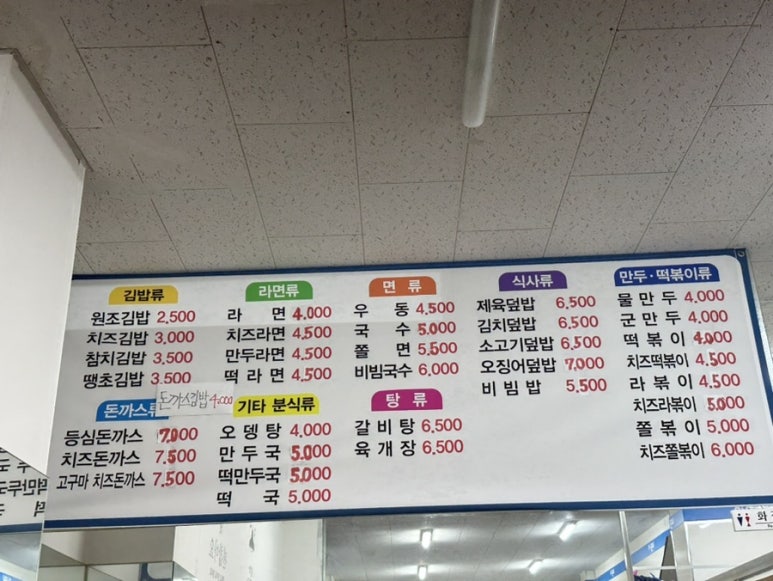 김밥류
원조김밥 2,500
치즈김밥 3,000
참치김밥 3,500
땡초김밥 3,500
돈까스김밥 4,000
돈까스류
등심돈까스 7,000
치즈돈까스 7,500
고구마 치즈돈까스 7,500
라면류
라 면 4,000
치즈라면 4,500
만두라면 4,500
떡라면 4,500
기타 분식류
오뎅탕 4,000
만두국 5,000
떡만두국 5,000
떡국 5,000
면류
우동 4,500
국수 5,000
쫄면 5,500
비빔국수 6,000
탕류
갈비탕 6,500
육개장 6,500
식사류
제육덮밥 6,500
김치덮밥 6,500
소고기덮밥 6,500
오징어덮밥 7,000
비빔밥 5,500
만두·떡볶이류
물만두 4,000
군만두 4,000
떡볶이 4,000
치즈떡볶이 4,500
라볶이 4,500
치즈라볶이 5,000
쫄볶이 5,000
치즈쫄볶이 6,000
화